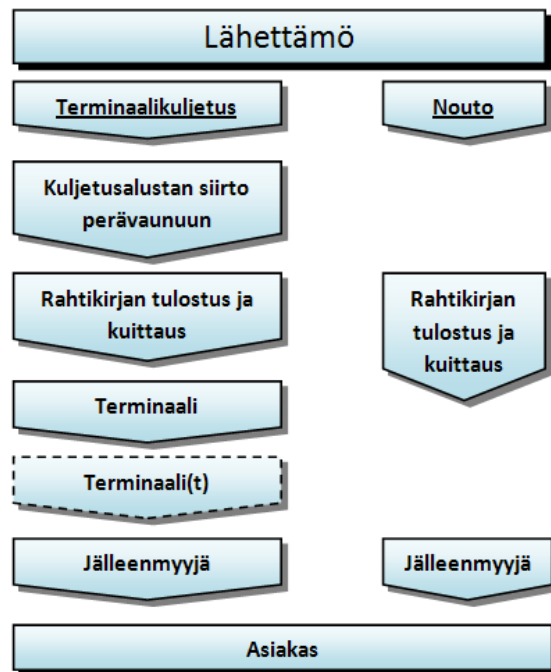 Lähettämö
Terminaalikuljetus
Nouto
Kuljetusalustan siirto
perävaunuun
Rahtikirjan tulostus ja
kuittaus
Rahtikirjan
tulostus ja
kuittaus
Terminaali
Terminaali(t)
Jälleenmyyjä
Jälleenmyyjä
Asiakas